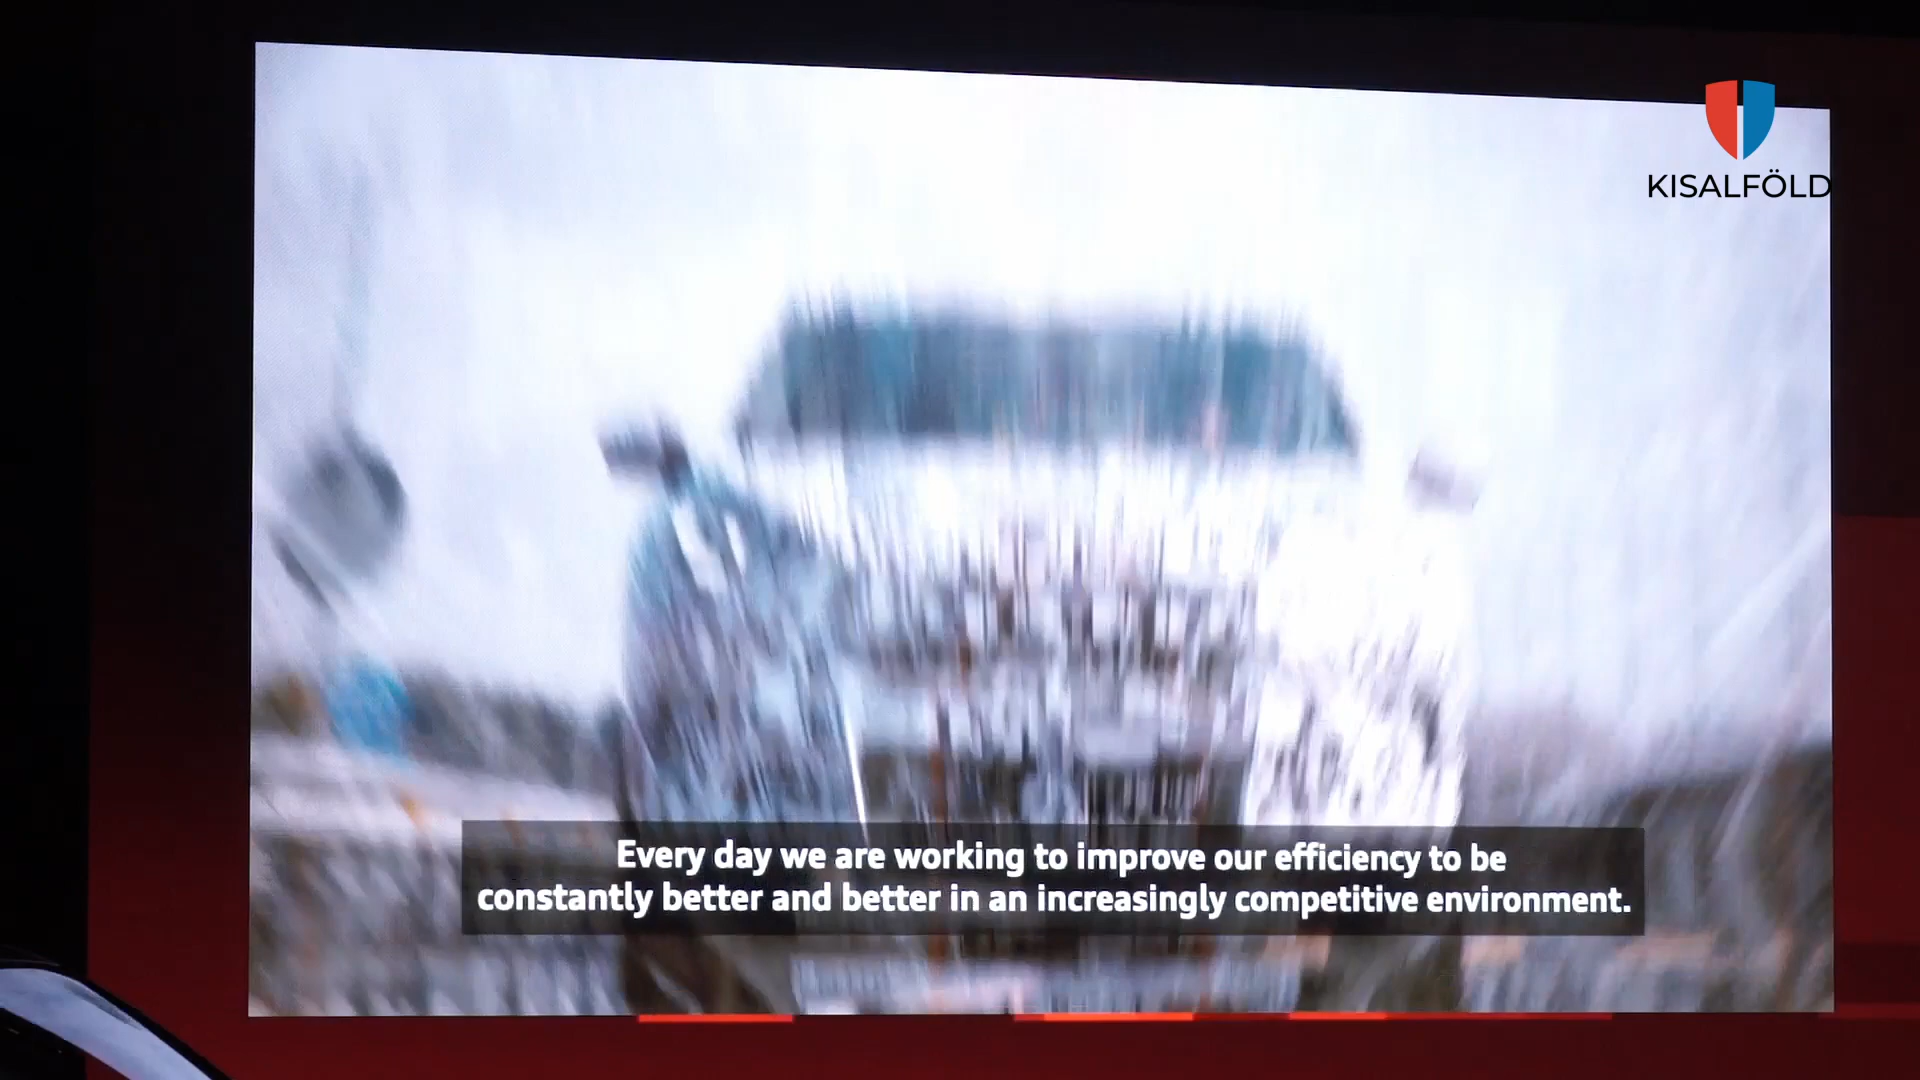 KISALFÖLD
Every day we are working to improve our efficiency to be
constantly better and better in an increasingly competitive environment.